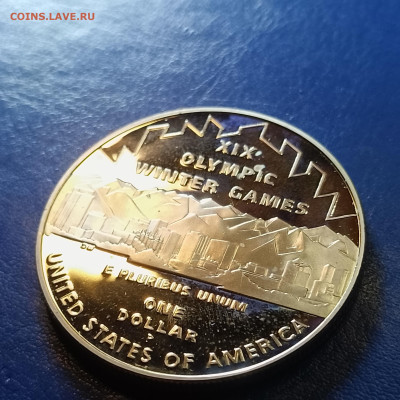 COINS.LAVE.RU
XIX
OLYMPIC
WINTER GAMES
E PLURIBUS UNUM
ONE
DOLLAR
P
UNITED STATES OF AMERICA